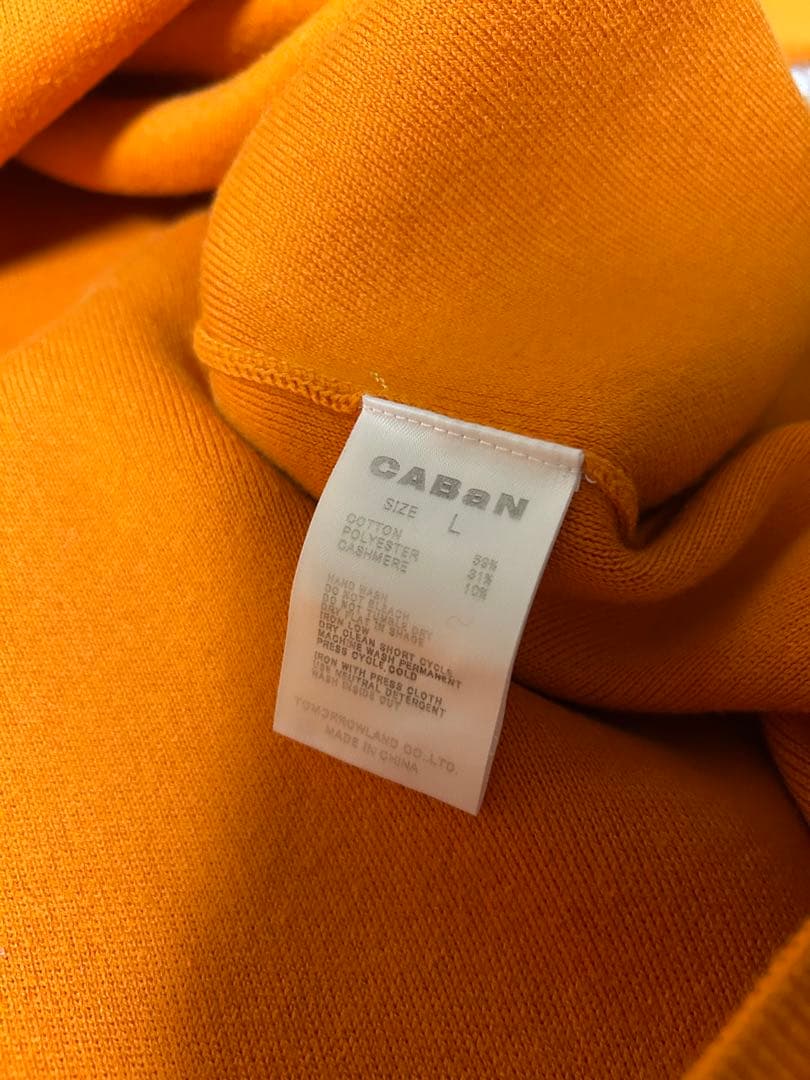 CABaN
SIZE L
COTTON 59%
POLYESTER 31%
CASHMERE 10%
HAND WASH
DO NOT BLEACH
DO NOT TUMBLE DRY
DRY FLAT IN SHADE
IRON LOW
DRY CLEAN SHORT CYCLE
MACHINE WASH PERMANENT
PRESS CYCLE, COLD
IRON WITH PRESS CLOTH
USE NEUTRAL DETERGENT
WASH INSIDE OUT
TOMORROWLAND CO.,LTD.
MADE IN CHINA